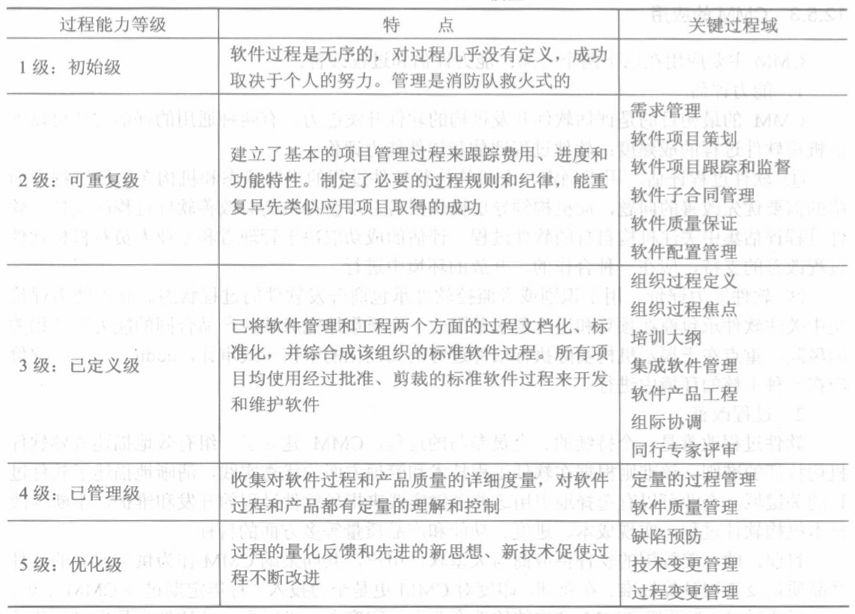 过程能力等级 特 点 关键过程域
1级：初始级
软件过程是无序的，对过程几乎没有定义，成功
取决于个人的努力。管理是消防队救火式的
2级：可重复级
建立了基本的项目管理过程来跟踪费用、进度和
功能特性。制定了必要的过程规则和纪律，能重
复早先类似应用项目取得的成功
需求管理
软件项目策划
软件项目跟踪和监督
软件子合同管理
软件质量保证
软件配置管理
3级：已定义级
已将软件管理和工程两个方面的过程文档化、标
准化，并综合成该组织的标准软件过程。所有项
目均使用经过批准、剪裁的标准软件过程来开发
和维护软件
组织过程定义
组织过程焦点
培训大纲
集成软件管理
软件产品工程
组际协调
同行专家评审
4级：已管理级
收集对软件过程和产品质量的详细度量，对软件
过程和产品都有定量的理解和控制
定量的过程管理
软件质量管理
5级：优化级
过程的量化反馈和先进的新思想、新技术促使过
程不断改进
缺陷预防
技术变更管理
过程变更管理